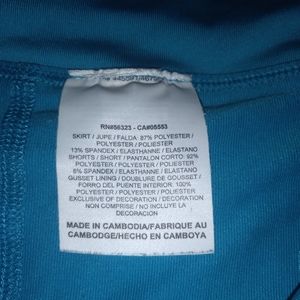 RN#56323 - CA#05553
SKIRT / JUPE / FALDA: 87% POLYESTER /
POLYESTER / POLIESTER
13% SPANDEX / ELASTHANNE / ELASTANO
SHORTS / SHORT / PANTALON CORTO: 92%
POLYESTER / POLYESTER / POLIESTER
8% SPANDEX / ELASTHANNE / ELASTANO
GUSSET LINING / DOUBLURE DE GOUSSET /
FORRO DEL PUENTE INTERIOR: 100%
POLYESTER / POLYESTER / POLIESTER
EXCLUSIVE OF DECORATION / DECORATION
NON COMPRISE / NO INCLUYE LA
DECORACION
MADE IN CAMBODIA/FABRIQUE AU
CAMBODGE/HECHO EN CAMBOYA